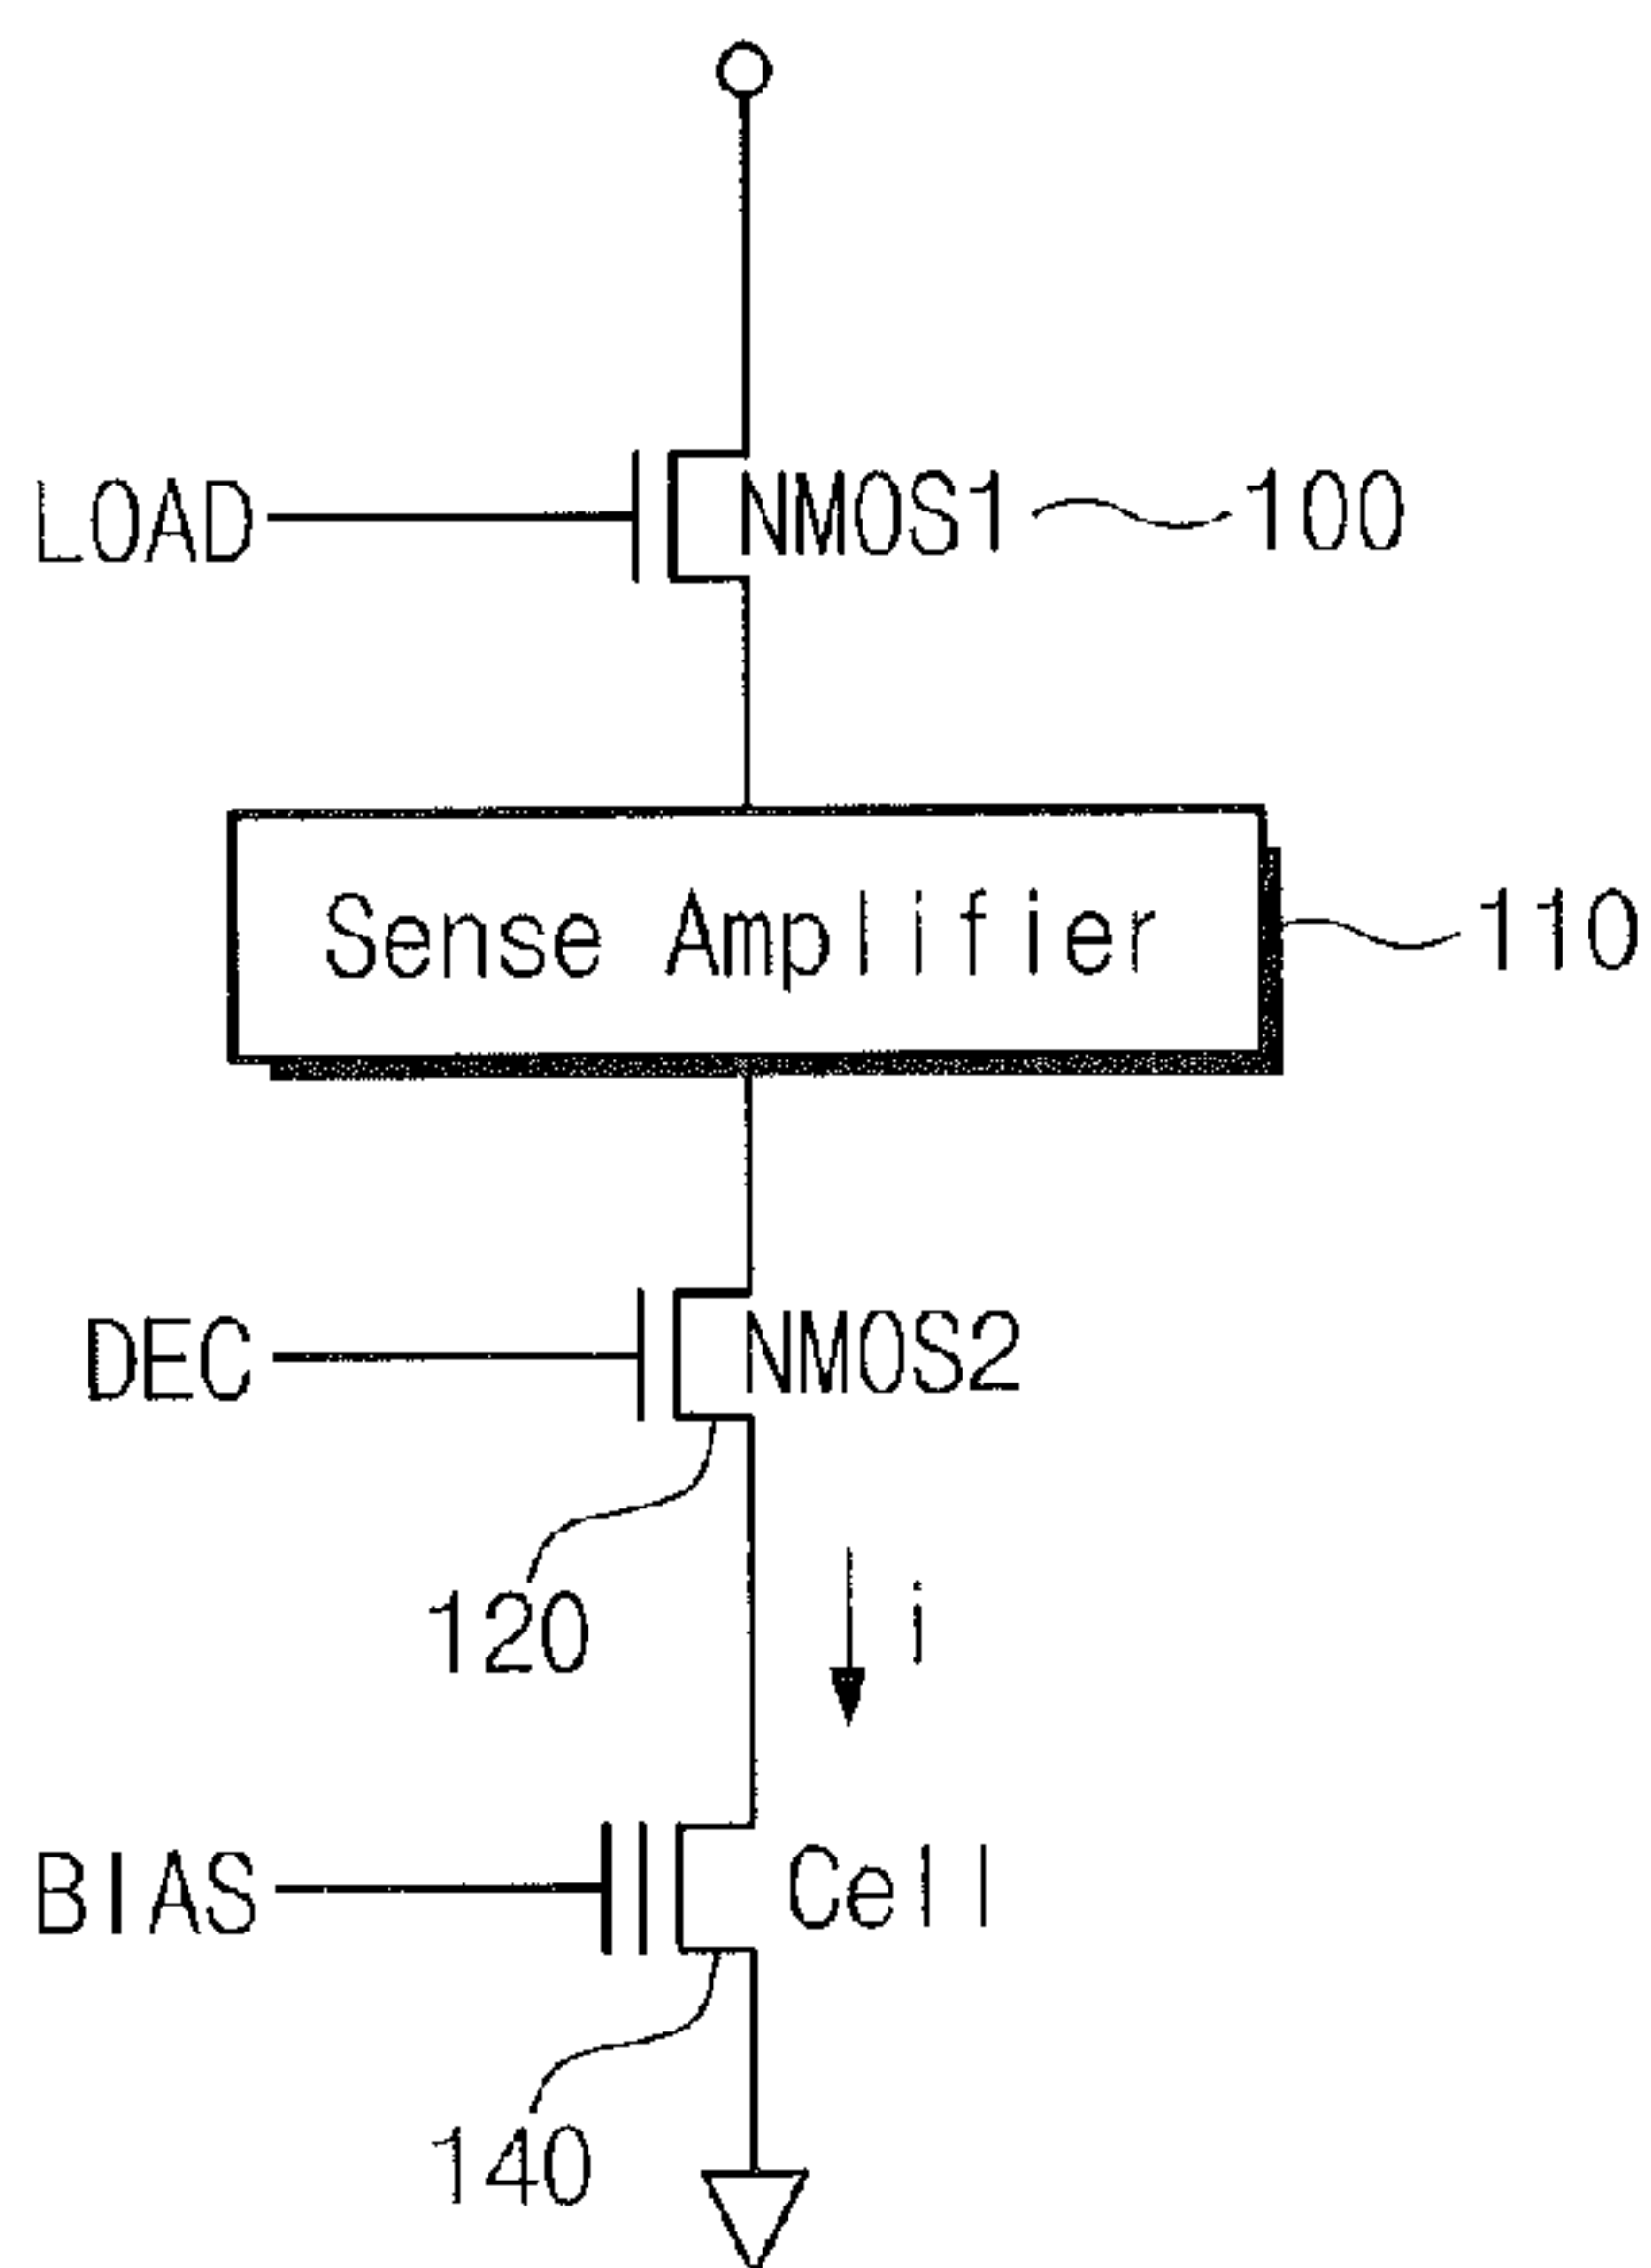 LOAD NMOS1 100
Sense Amplifier 110
DEC NMOS2
120 i
BIAS Cell
140